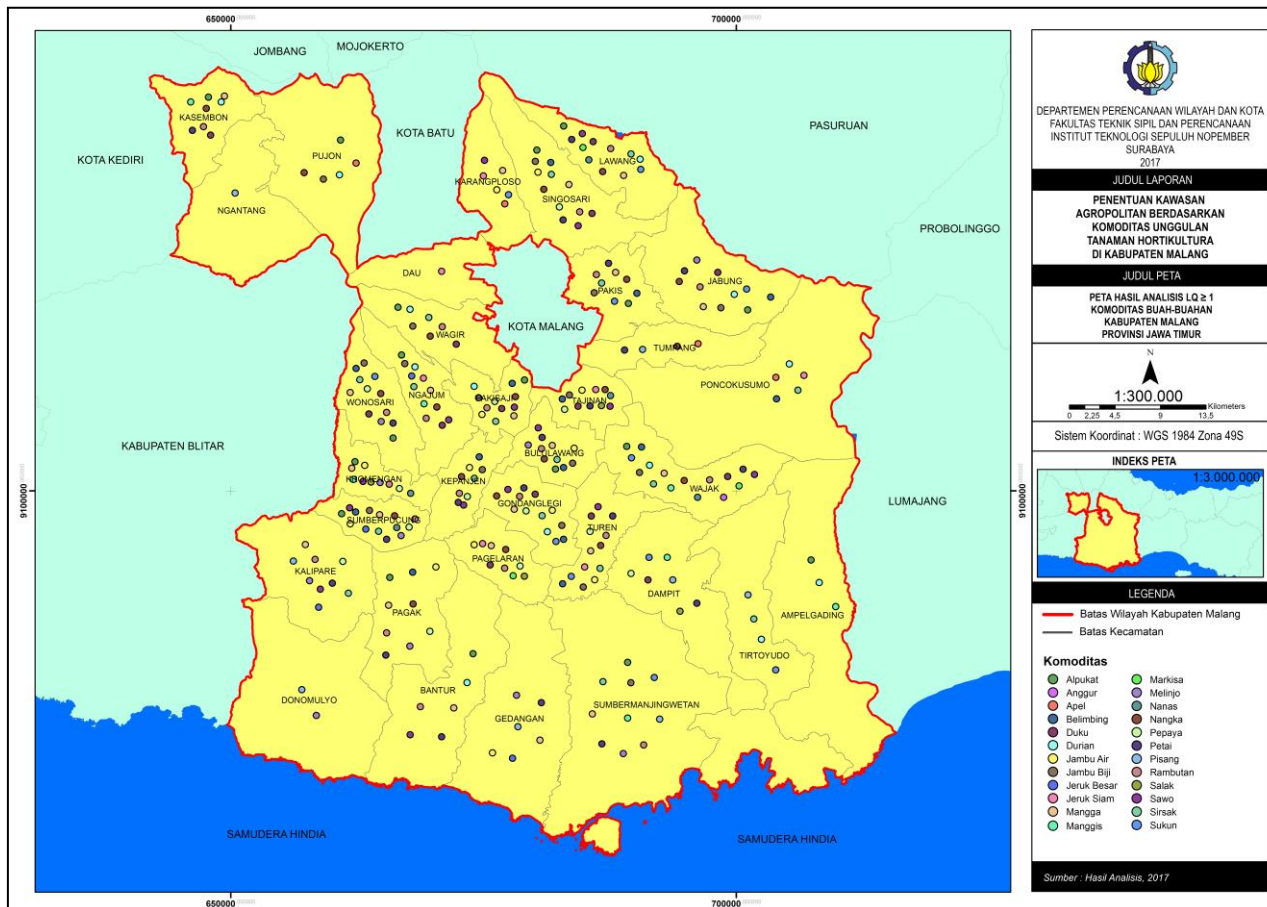 650000
700000
JOMBANG
MOJOKERTO
KOTA BATU
PASURUAN
KOTA KEDIRI
KASEMBON
PUJON
NGANTANG
KARANGPLOSO
LAWANG
SINGOSARI
PROBOLINGGO
DAU
PAKIS
JABUNG
KOTA MALANG
WAGIR
TUMPANG
PONCOKUSUMO
WONOSARI
NGAJUM
PAKISAJI
TAJINAN
KABUPATEN BLITAR
BULULAWANG
KROMENGAN
KEPANJEN
WAJAK
LUMAJANG
9100000
9100000
GONDANGLEGI
SUMBERPUCUNG
TUREN
PAGELARAN
KALIPARE
DAMPIT
PAGAK
AMPELGADING
TIRTOYUDO
DONOMULYO
BANTUR
GEDANGAN
SUMBERMANJINGWETAN
SAMUDERA HINDIA
SAMUDERA HINDIA
650000
700000
DEPARTEMEN PERENCANAAN WILAYAH DAN KOTA
FAKULTAS TEKNIK SIPIL DAN PERENCANAAN
INSTITUT TEKNOLOGI SEPULUH NOPEMBER
SURABAYA
2017
JUDUL LAPORAN
PENENTUAN KAWASAN
AGROPOLITAN BERDASARKAN
KOMODITAS UNGGULAN
TANAMAN HORTIKULTURA
DI KABUPATEN MALANG
JUDUL PETA
PETA HASIL ANALISIS LQ ≥ 1
KOMODITAS BUAH-BUAHAN
KABUPATEN MALANG
PROVINSI JAWA TIMUR
N
1:300.000
Kilometers
0 2,25 4,5 9 13,5
Sistem Koordinat : WGS 1984 Zona 49S
INDEKS PETA
1:3.000.000
LEGENDA
Batas Wilayah Kabupaten Malang
Batas Kecamatan
Komoditas
Alpukat
Anggur
Apel
Belimbing
Duku
Durian
Jambu Air
Jambu Biji
Jeruk Besar
Jeruk Siam
Mangga
Manggis
Markisa
Melinjo
Nanas
Nangka
Pepaya
Petai
Pisang
Rambutan
Salak
Sawo
Sirsak
Sukun
Sumber : Hasil Analisis, 2017